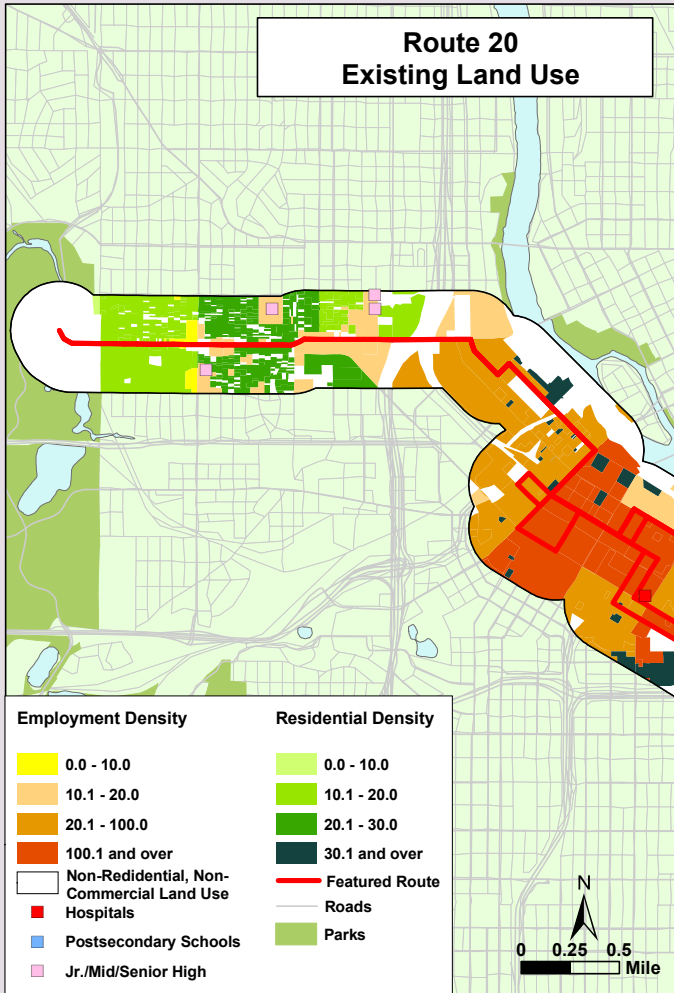 Route 20
Existing Land Use
Employment Density
0.0 - 10.0
10.1 - 20.0
20.1 - 100.0
100.1 and over
Non-Redidential, Non-
Commercial Land Use
Hospitals
Postsecondary Schools
Jr./Mid/Senior High
Residential Density
0.0 - 10.0
10.1 - 20.0
20.1 - 30.0
30.1 and over
Featured Route
Roads
Parks
N
0 0.25 0.5
Mile